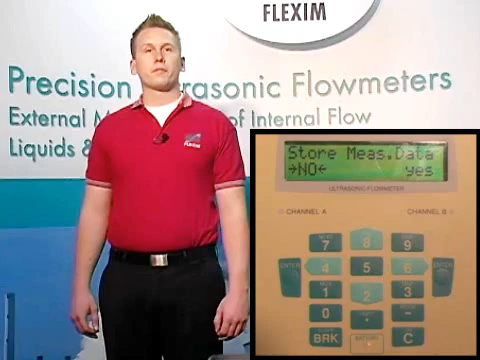 FLEXIM
Precision Ultrasonic Flowmeters
External M of Internal Flow
Liquids &
FLEXIM
Store Meas.Data
→NO← yes
ULTRASONIC FLOWMETER
CHANNEL A CHANNEL B
7 8 9
ENTER 4 5 6 ENTER
1 2 3
0 . -
BRK C